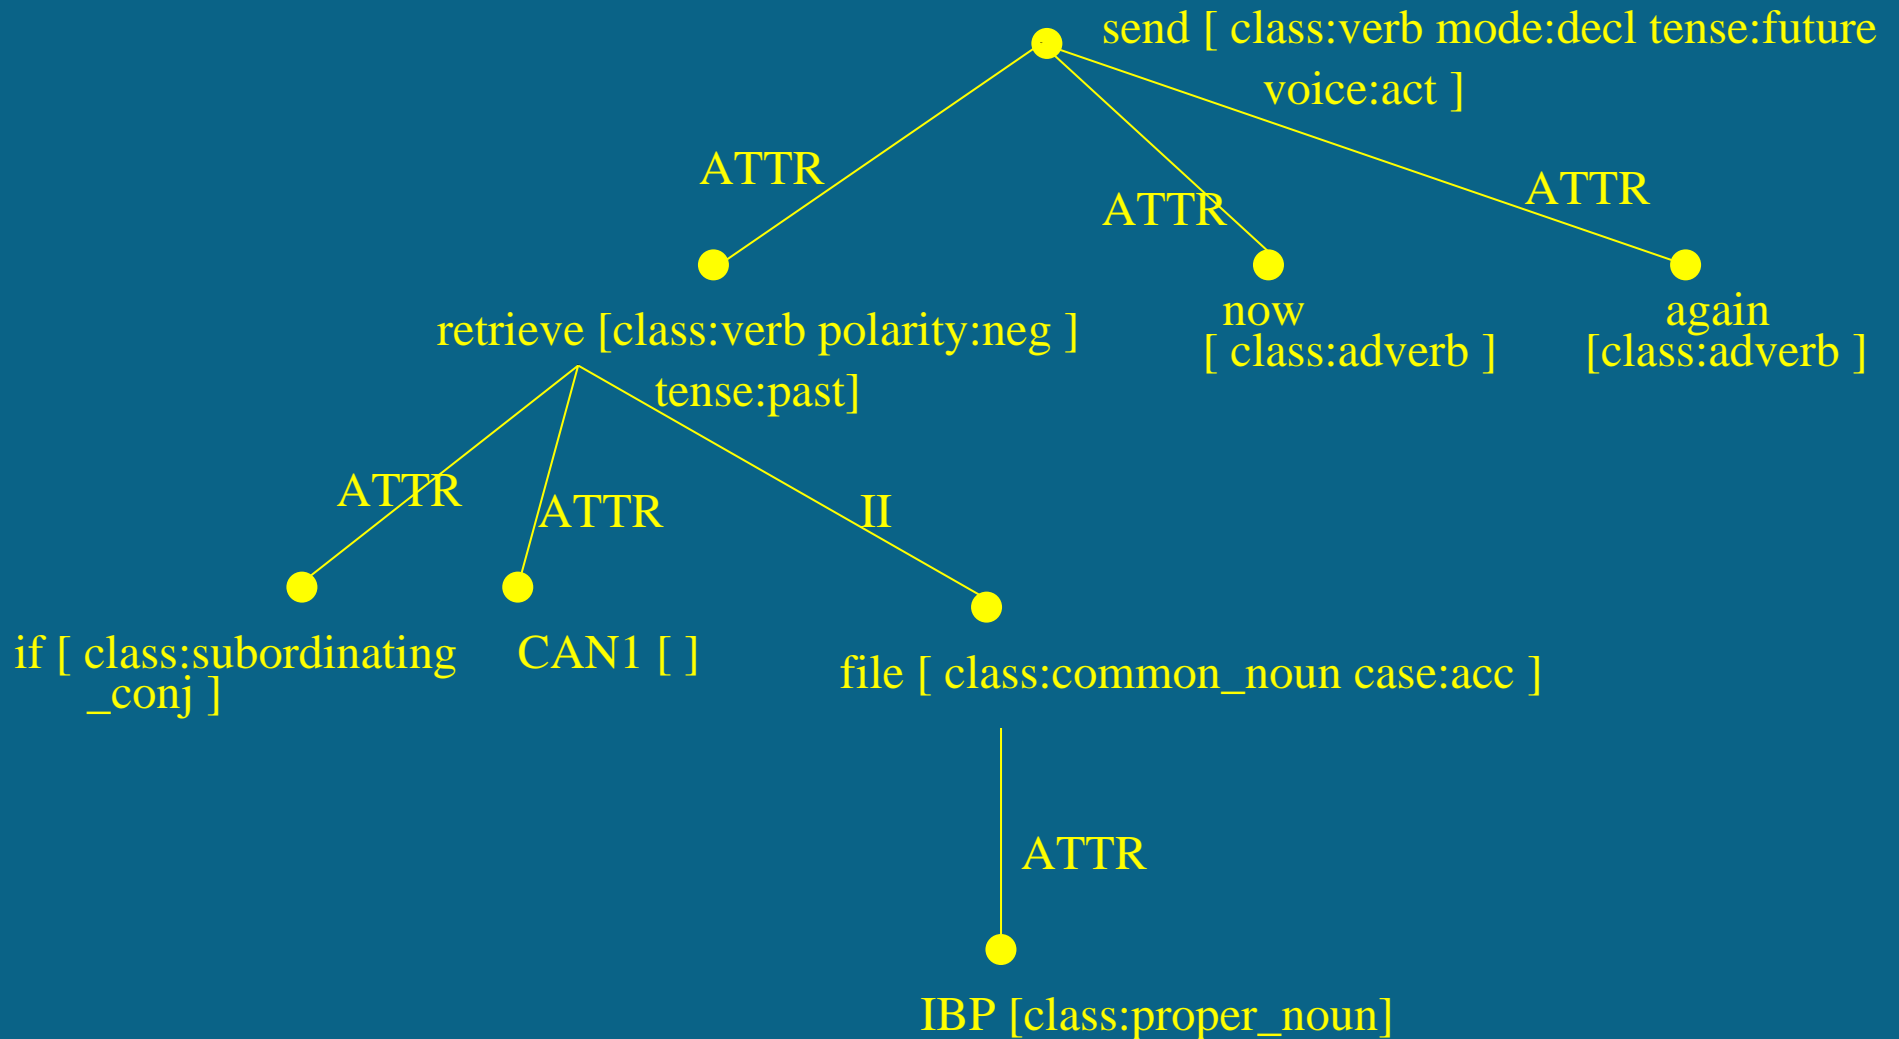 send [ class:verb mode:decl tense:future
voice:act ]
ATTR
ATTR
ATTR
retrieve [class:verb polarity:neg ]
tense:past]
now
[ class:adverb ]
again
[class:adverb ]
ATTR
ATTR
II
if [ class:subordinating
_conj ]
CAN1 [ ]
file [ class:common_noun case:acc ]
ATTR
IBP [class:proper_noun]